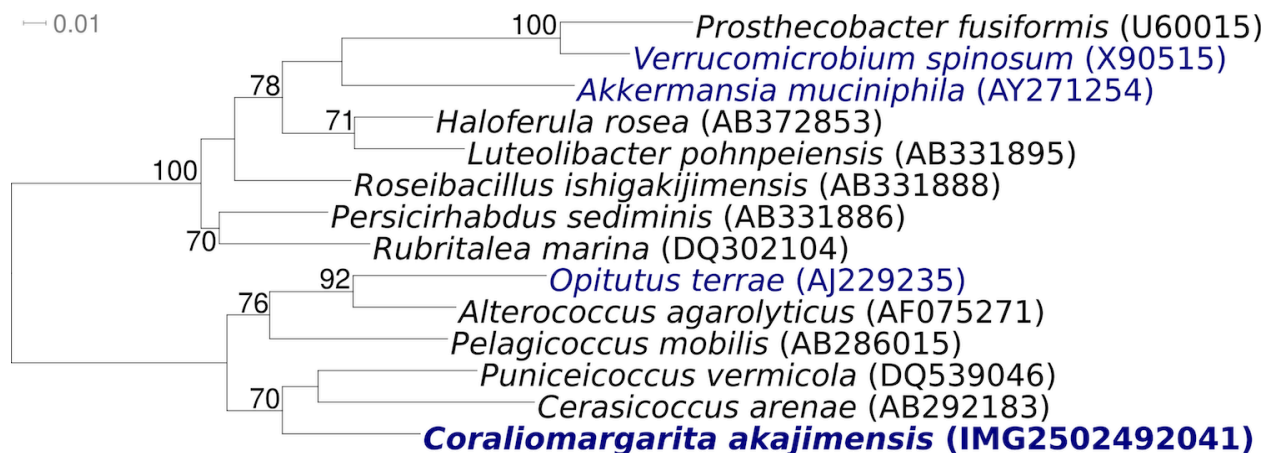 0.01
100 Prosthecobacter fusiformis (U60015)
Verrucomicrobium spinosum (X90515)
78 Akkermansia muciniphila (AY271254)
71 Haloferula rosea (AB372853)
Luteolibacter pohnpeiensis (AB331895)
100 Roseibacillus ishigakijimensis (AB331888)
Persicirhabdus sediminis (AB331886)
70 Rubritalea marina (DQ302104)
92 Opitutus terrae (AJ229235)
76 Alterococcus agarolyticus (AF075271)
Pelagicoccus mobilis (AB286015)
Puniceicoccus vermicola (DQ539046)
70 Cerasicoccus arenae (AB292183)
Coraliomargarita akajimensis (IMG2502492041)